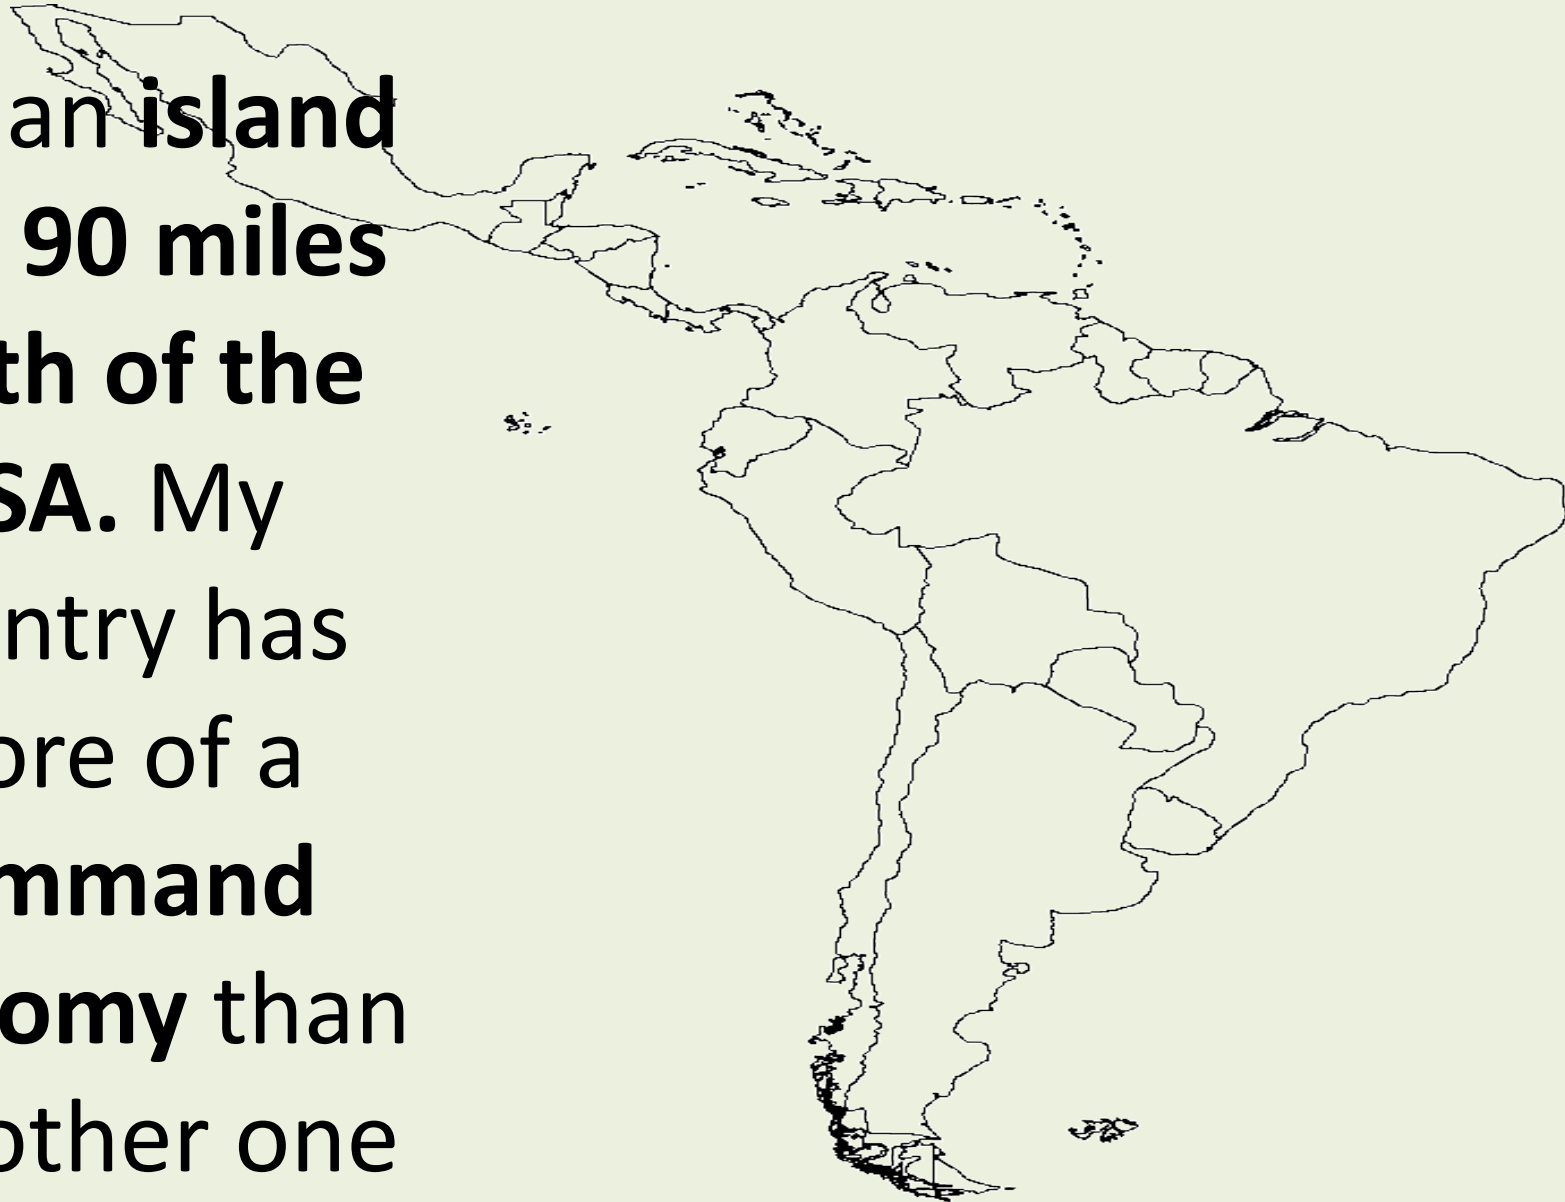 an island
90 miles
th of the
SA. My
ntry has
ore of a
mmand
omy than
other one